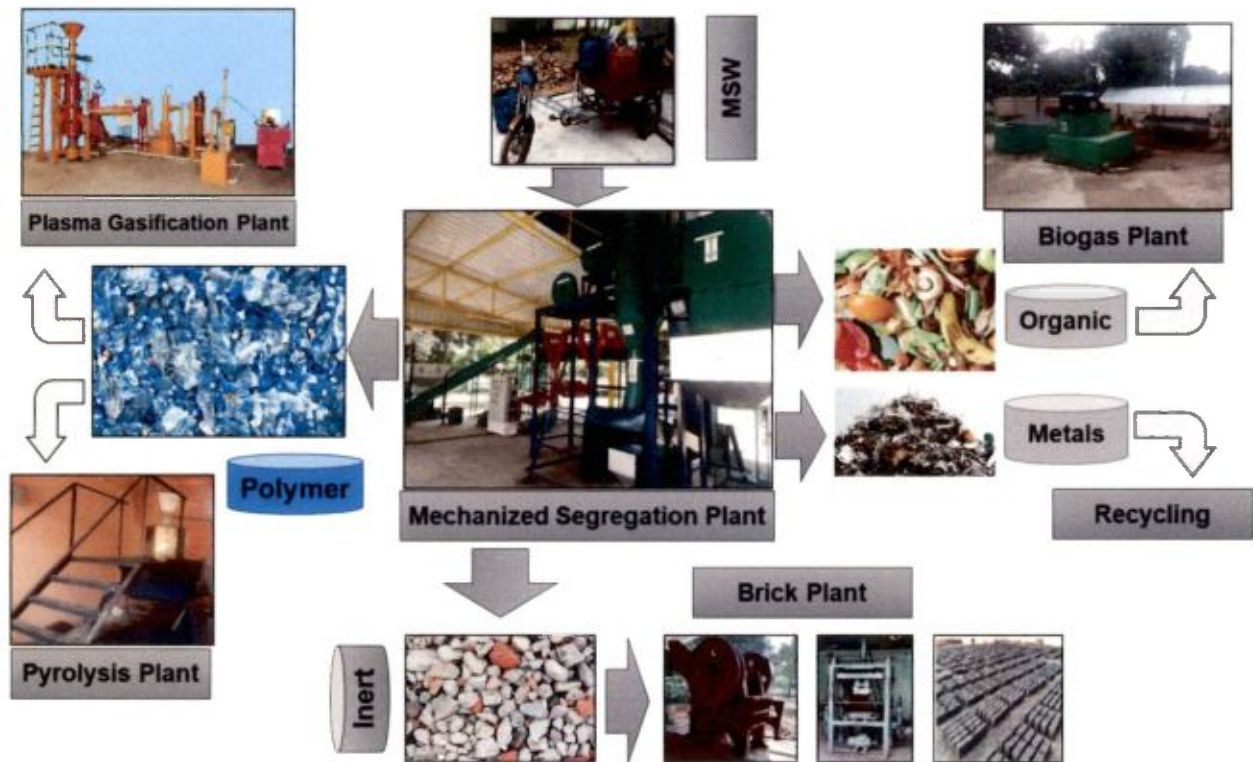 MSW
Plasma Gasification Plant
Biogas Plant
Organic
Metals
Polymer
Mechanized Segregation Plant
Recycling
Pyrolysis Plant
Brick Plant
Inert